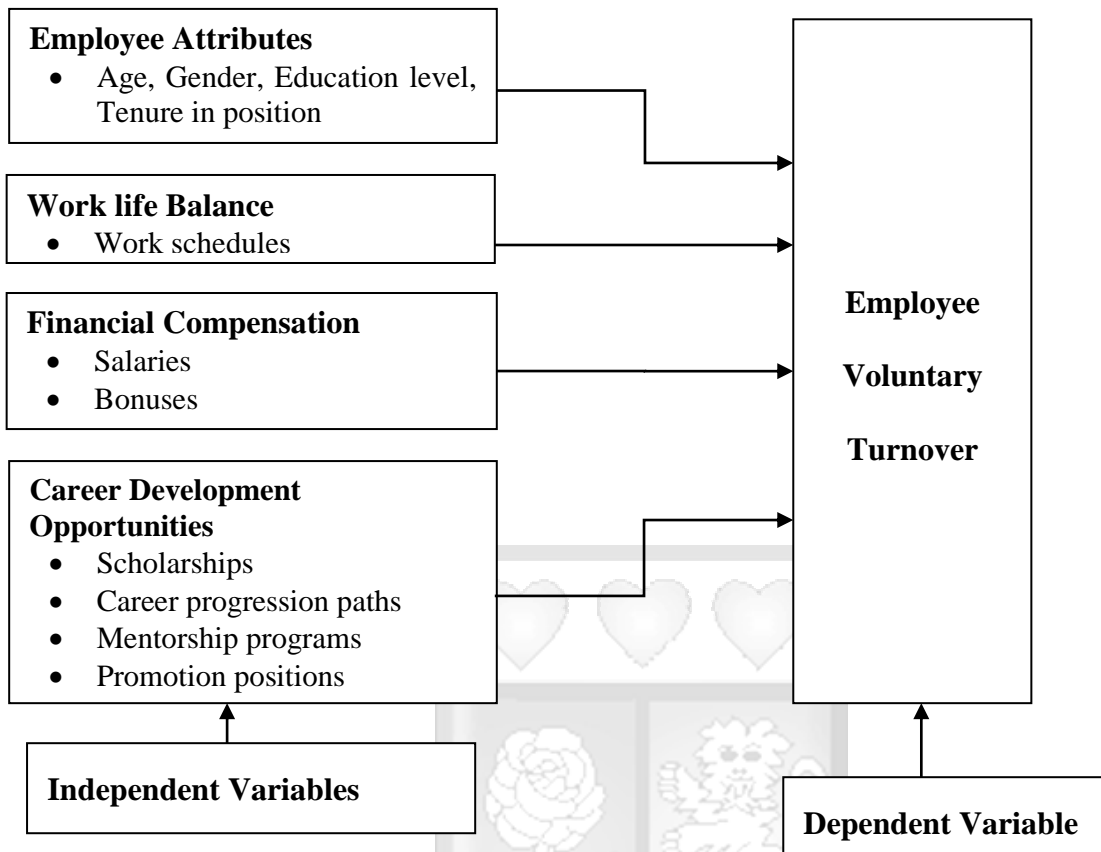 Employee Attributes
• Age, Gender, Education level,
Tenure in position
Work life Balance
• Work schedules
Financial Compensation
• Salaries
• Bonuses
Career Development
Opportunities
• Scholarships
• Career progression paths
• Mentorship programs
• Promotion positions
Independent Variables
Employee
Voluntary
Turnover
Dependent Variable